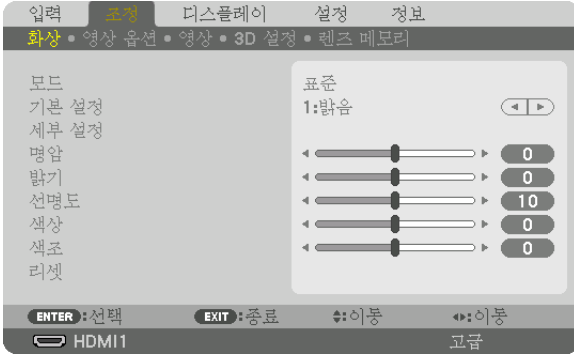 입력 조정 디스플레이 설정 정보
화상 • 영상 옵션 • 영상 • 3D 설정 • 렌즈 메모리
모드 표준
기본 설정 1:밝음
세부 설정
명암 0
밝기 0
선명도 10
색상 0
색조 0
리셋
ENTER :선택 EXIT :종료 :이동 :이동
HDMI1 고급